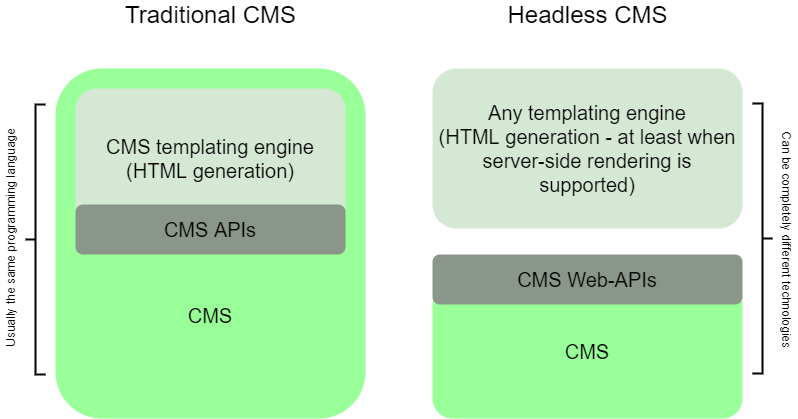 Traditional CMS
Headless CMS
Usually the same programming language
CMS templating engine
(HTML generation)
CMS APIs
CMS
Any templating engine
(HTML generation - at least when
server-side rendering is
supported)
CMS Web-APIs
CMS
Can be completely different technologies